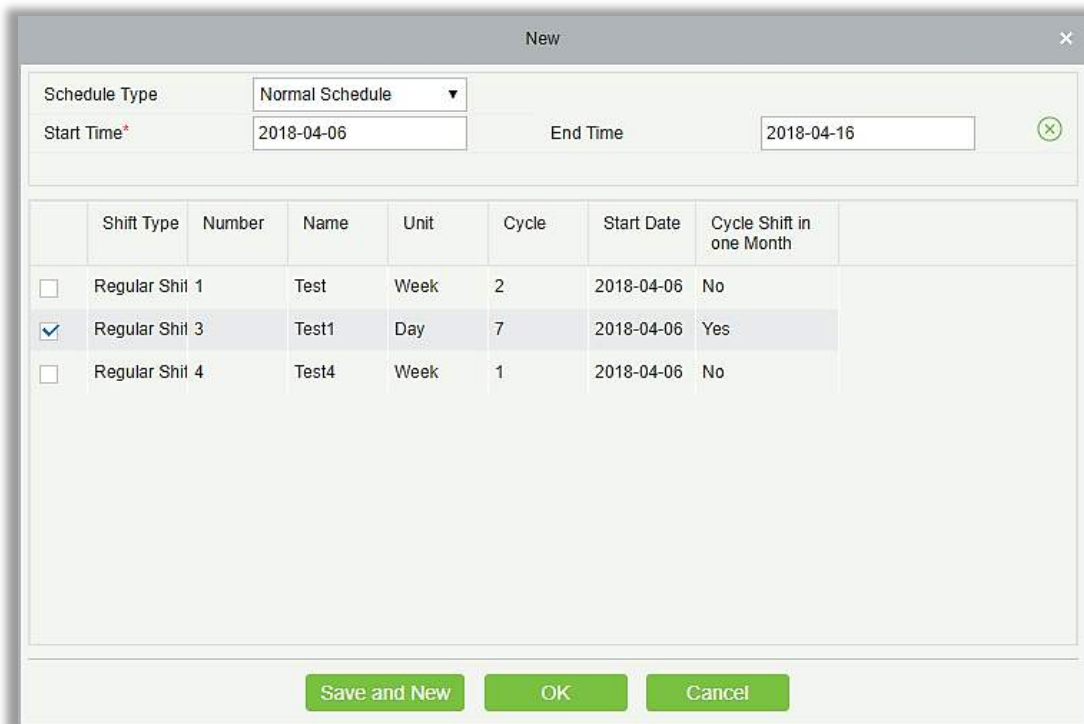 New
Schedule Type Normal Schedule
Start Time* 2018-04-06 End Time 2018-04-16
Shift Type Number Name Unit Cycle Start Date Cycle Shift in
one Month
Regular Shif 1 Test Week 2 2018-04-06 No
Regular Shif 3 Test1 Day 7 2018-04-06 Yes
Regular Shif 4 Test4 Week 1 2018-04-06 No
Save and New OK Cancel